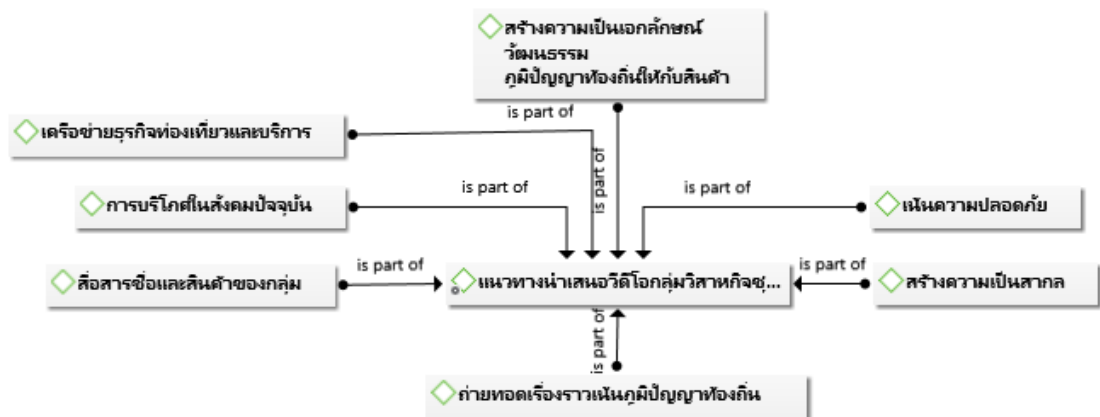 สร้างความเป็นเอกลักษณ์
วัฒนธรรม
ภูมิปัญญาท้องถิ่นให้กับสินค้า
is part of
เครือข่ายธุรกิจท่องเที่ยวและบริการ
is part of
is part of
is part of
การบริโภคในสังคมปัจจุบัน
เน้นความปลอดภัย
is part of
is part of
สื่อสารชื่อและสินค้าของกลุ่ม
แนวทางนำเสนอวีดิโอกลุ่มวิสาหกิจชุ...
สร้างความเป็นสากล
is part of
ถ่ายทอดเรื่องราวเน้นภูมิปัญญาท้องถิ่น